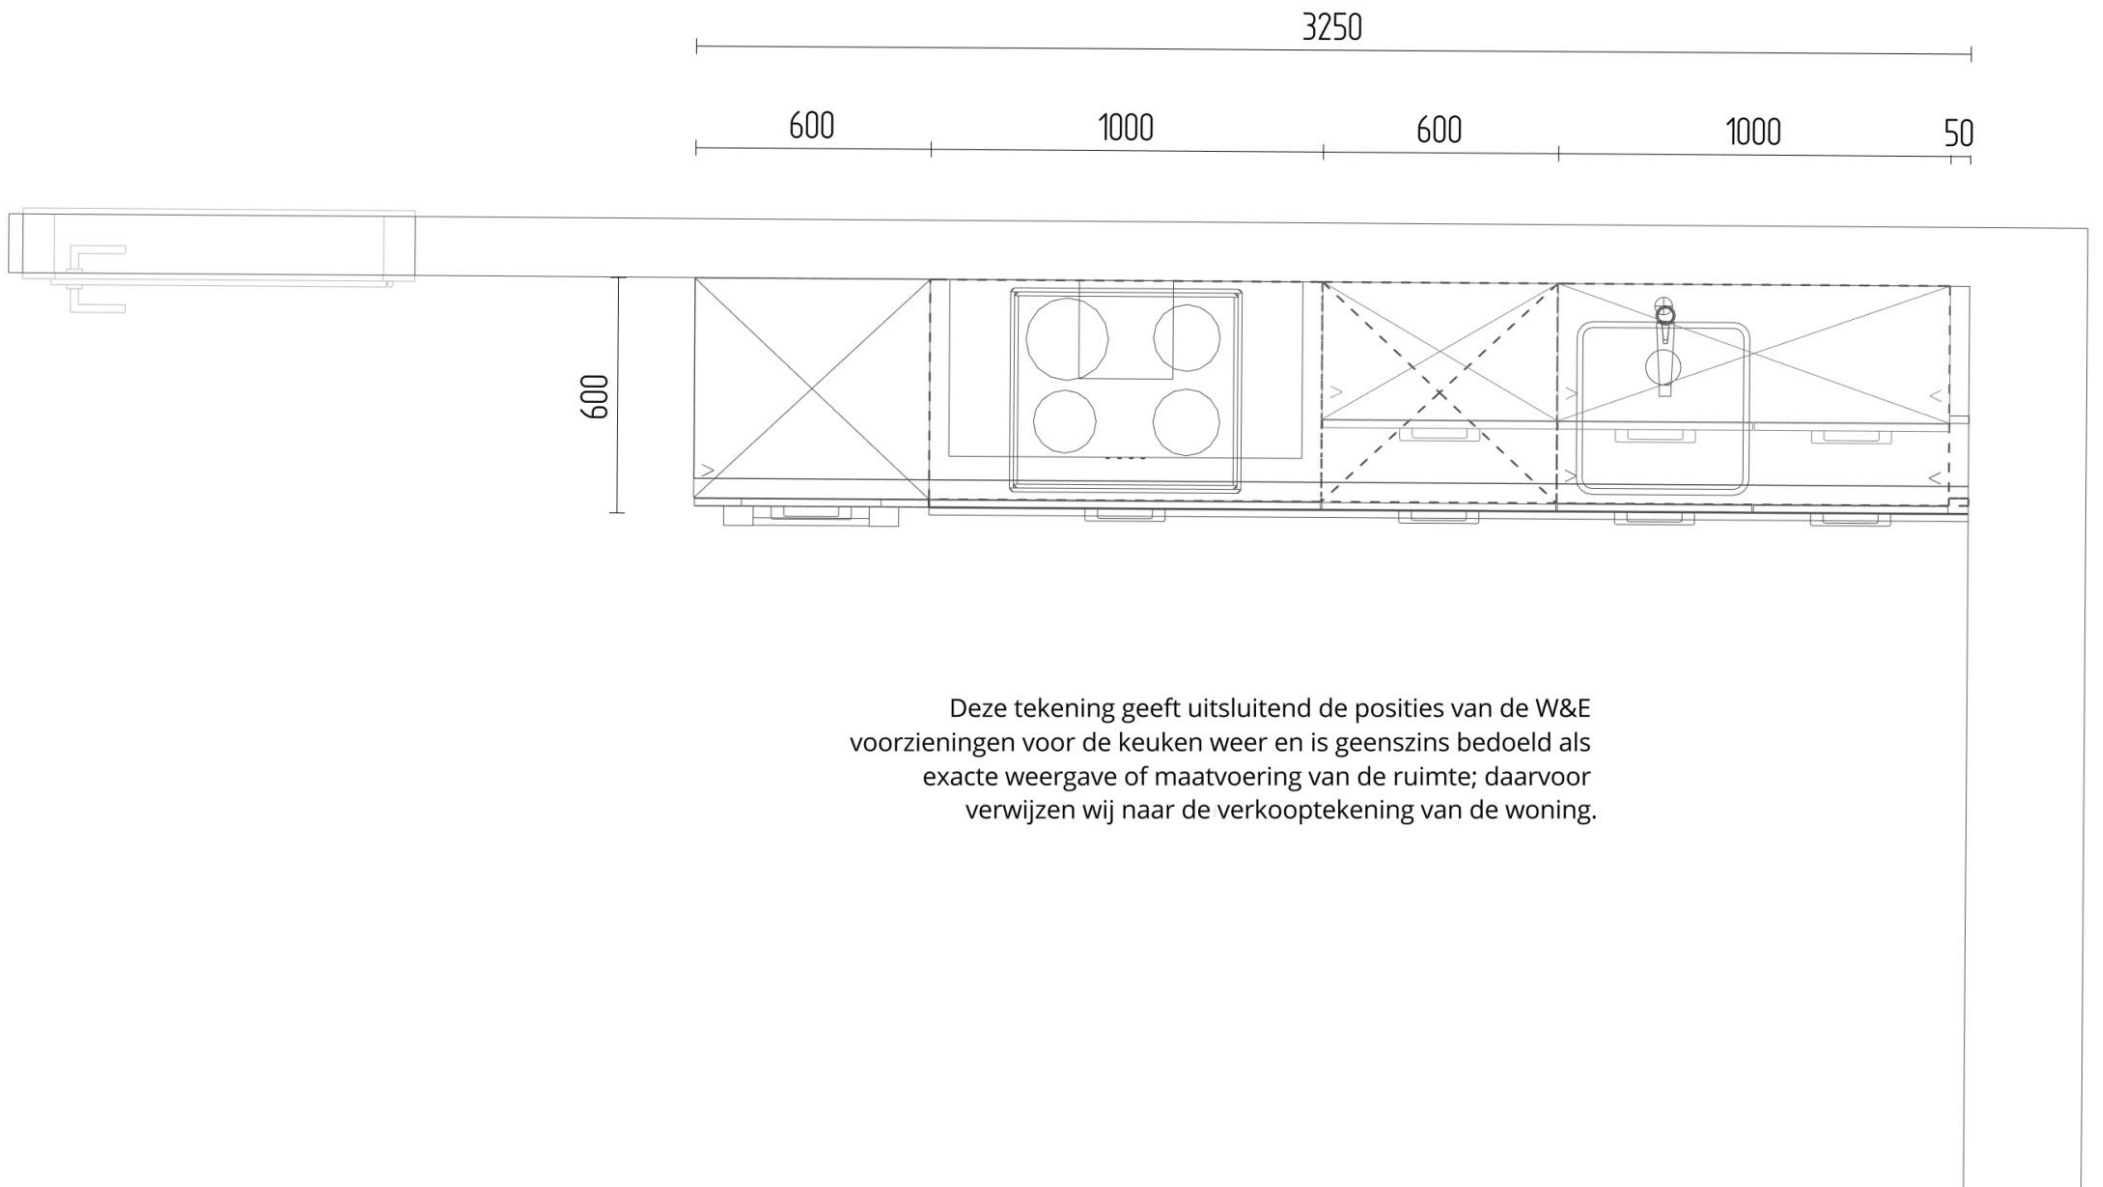 3250
600
1000
600
1000
50
600
Deze tekening geeft uitsluitend de posities van de W&E
voorzieningen voor de keuken weer en is geenszins bedoeld als
exacte weergave of maatvoering van de ruimte; daarvoor
verwijzen wij naar de verkooptekening van de woning.